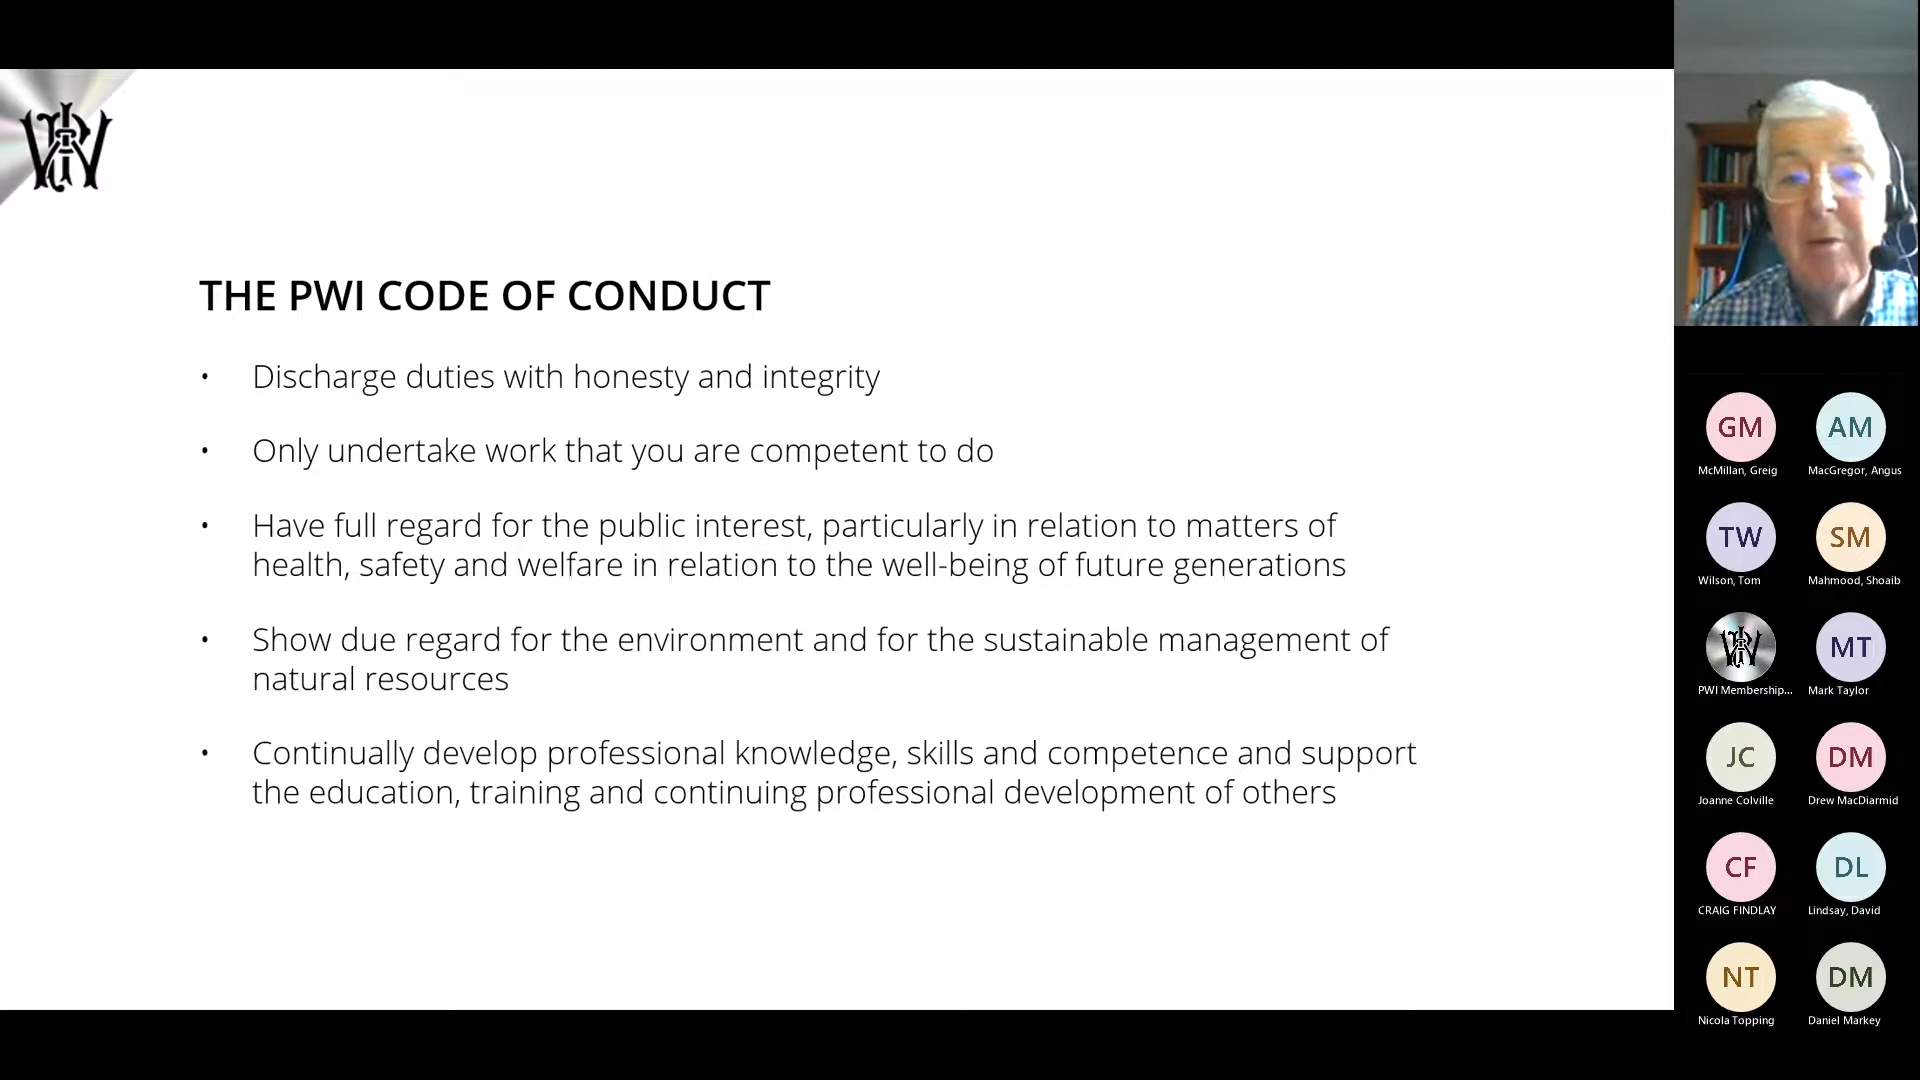 THE PWI CODE OF CONDUCT
• Discharge duties with honesty and integrity
• Only undertake work that you are competent to do
• Have full regard for the public interest, particularly in relation to matters of
health, safety and welfare in relation to the well-being of future generations
• Show due regard for the environment and for the sustainable management of
natural resources
• Continually develop professional knowledge, skills and competence and support
the education, training and continuing professional development of others
GM AM
McMillan, Greig MacGregor, Angus
TW SM
Wilson, Tom Mahmood, Shoaib
MT
PWI Membership... Mark Taylor
JC DM
Joanne Colville Drew MacDiarmid
CF DL
CRAIG FINDLAY Lindsay, David
NT DM
Nicola Topping Daniel Markey